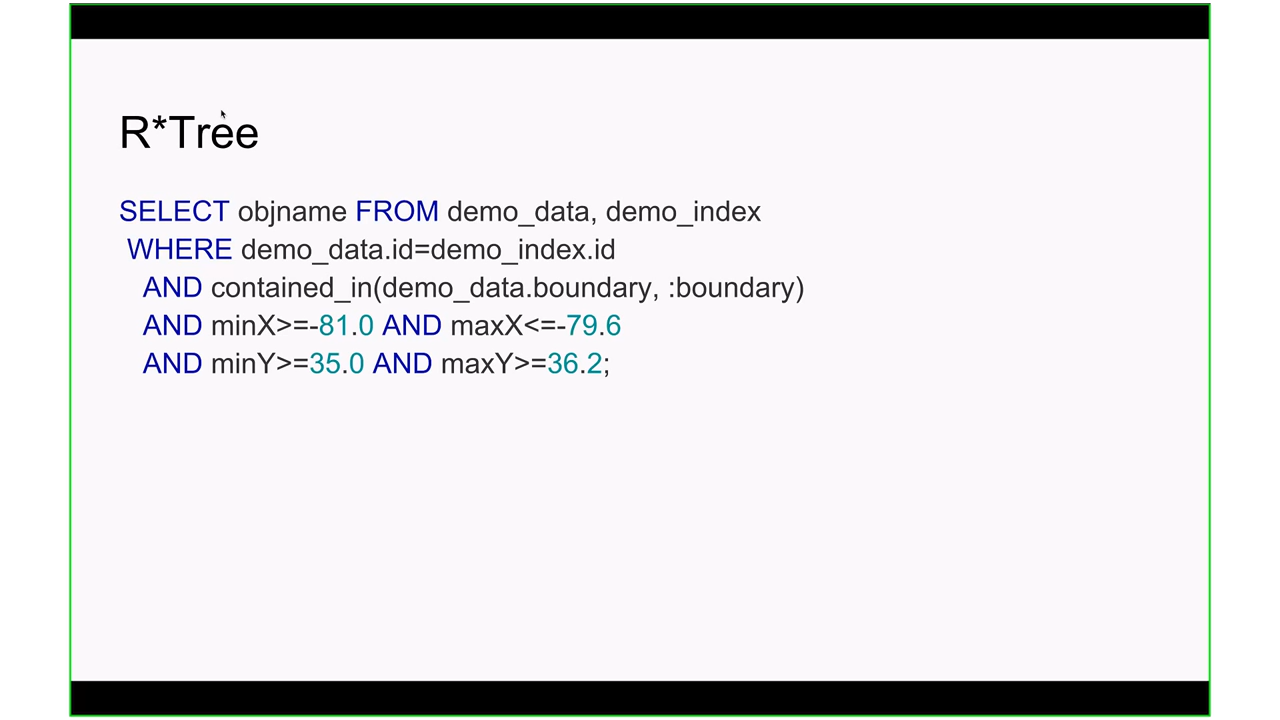 R*Tree
SELECT objname FROM demo_data, demo_index
WHERE demo_data.id=demo_index.id
AND contained_in(demo_data.boundary, :boundary)
AND minX>=-81.0 AND maxX<=-79.6
AND minY>=35.0 AND maxY>=36.2;